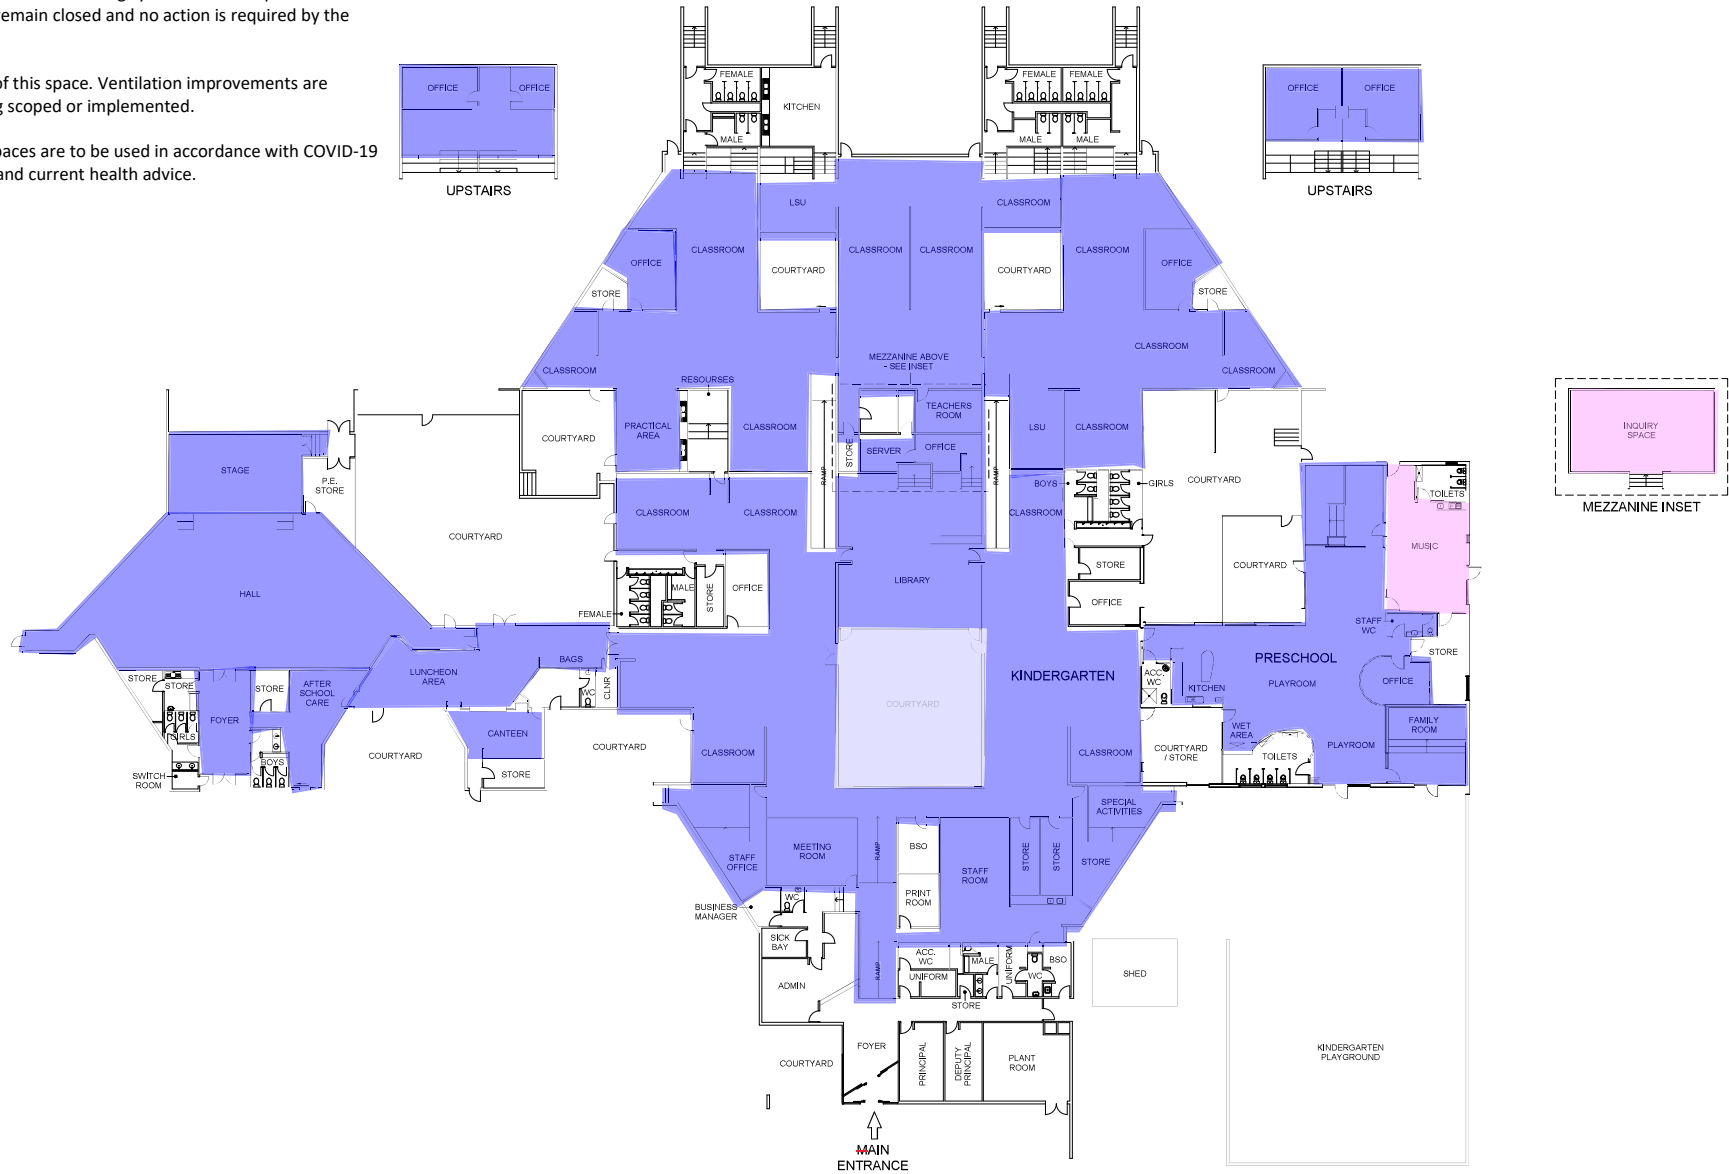 remain closed and no action is required by the
of this space. Ventilation improvements are
g scoped or implemented.
paces are to be used in accordance with COVID-19
and current health advice.
OFFICE
OFFICE
UPSTAIRS
FEMALE
KITCHEN
MALE
FEMALE
FEMALE
MALE
MALE
OFFICE
OFFICE
UPSTAIRS
LSU
CLASSROOM
CLASSROOM
CLASSROOM
CLASSROOM
CLASSROOM
OFFICE
COURTYARD
COURTYARD
OFFICE
STORE
STORE
CLASSROOM
MEZZANINE ABOVE
- SEE INSET
CLASSROOM
CLASSROOM
RESOURSES
TEACHERS
ROOM
PRACTICAL
AREA
CLASSROOM
LSU
CLASSROOM
COURTYARD
STORE
SERVER
OFFICE
RAMP
RAMP
INQUIRY
SPACE
MEZZANINE INSET
STAGE
P.E.
STORE
BOYS
GIRLS
COURTYARD
TOILETS
CLASSROOM
CLASSROOM
CLASSROOM
COURTYARD
MUSIC
STORE
COURTYARD
LIBRARY
MALE
STORE
OFFICE
OFFICE
HALL
FEMALE
STAFF
WC
BAGS
STORE
PRESCHOOL
LUNCHEON
AREA
KINDERGARTEN
ACC.
WC
KITCHEN
PLAYROOM
OFFICE
STORE
STORE
STORE
AFTER
SCHOOL
CARE
WC
CLNR
COURTYARD
FOYER
WET
AREA
FAMILY
ROOM
GIRLS
CANTEEN
COURTYARD
COURTYARD
CLASSROOM
CLASSROOM
COURTYARD
/ STORE
TOILETS
PLAYROOM
BOYS
SWITCH
ROOM
STORE
SPECIAL
ACTIVITIES
MEETING
ROOM
RAMP
BSO
STAFF
OFFICE
STAFF
ROOM
STORE
STORE
STORE
WC
PRINT
ROOM
BUSINESS
MANAGER
SICK
BAY
ACC.
WC
MALE
UNIFORM
BSO
ADMIN
RAMP
UNIFORM
WC
SHED
STORE
FOYER
COURTYARD
PRINCIPAL
DEPUTY
PRINCIPAL
PLANT
ROOM
KINDERGARTEN
PLAYGROUND
MAIN
ENTRANCE